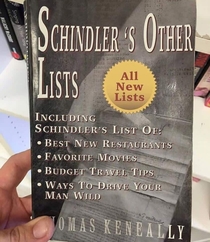 SCHINDLER'S OTHER
LISTS
All
New
Lists
INCLUDING
SCHINDLER'S LIST OF:
• BEST NEW RESTAURANTS
• FAVORITE MOVIES
• BUDGET TRAVEL TIPS
• WAYS TO DRIVE YOUR
MAN WILD
THOMAS KENEALLY